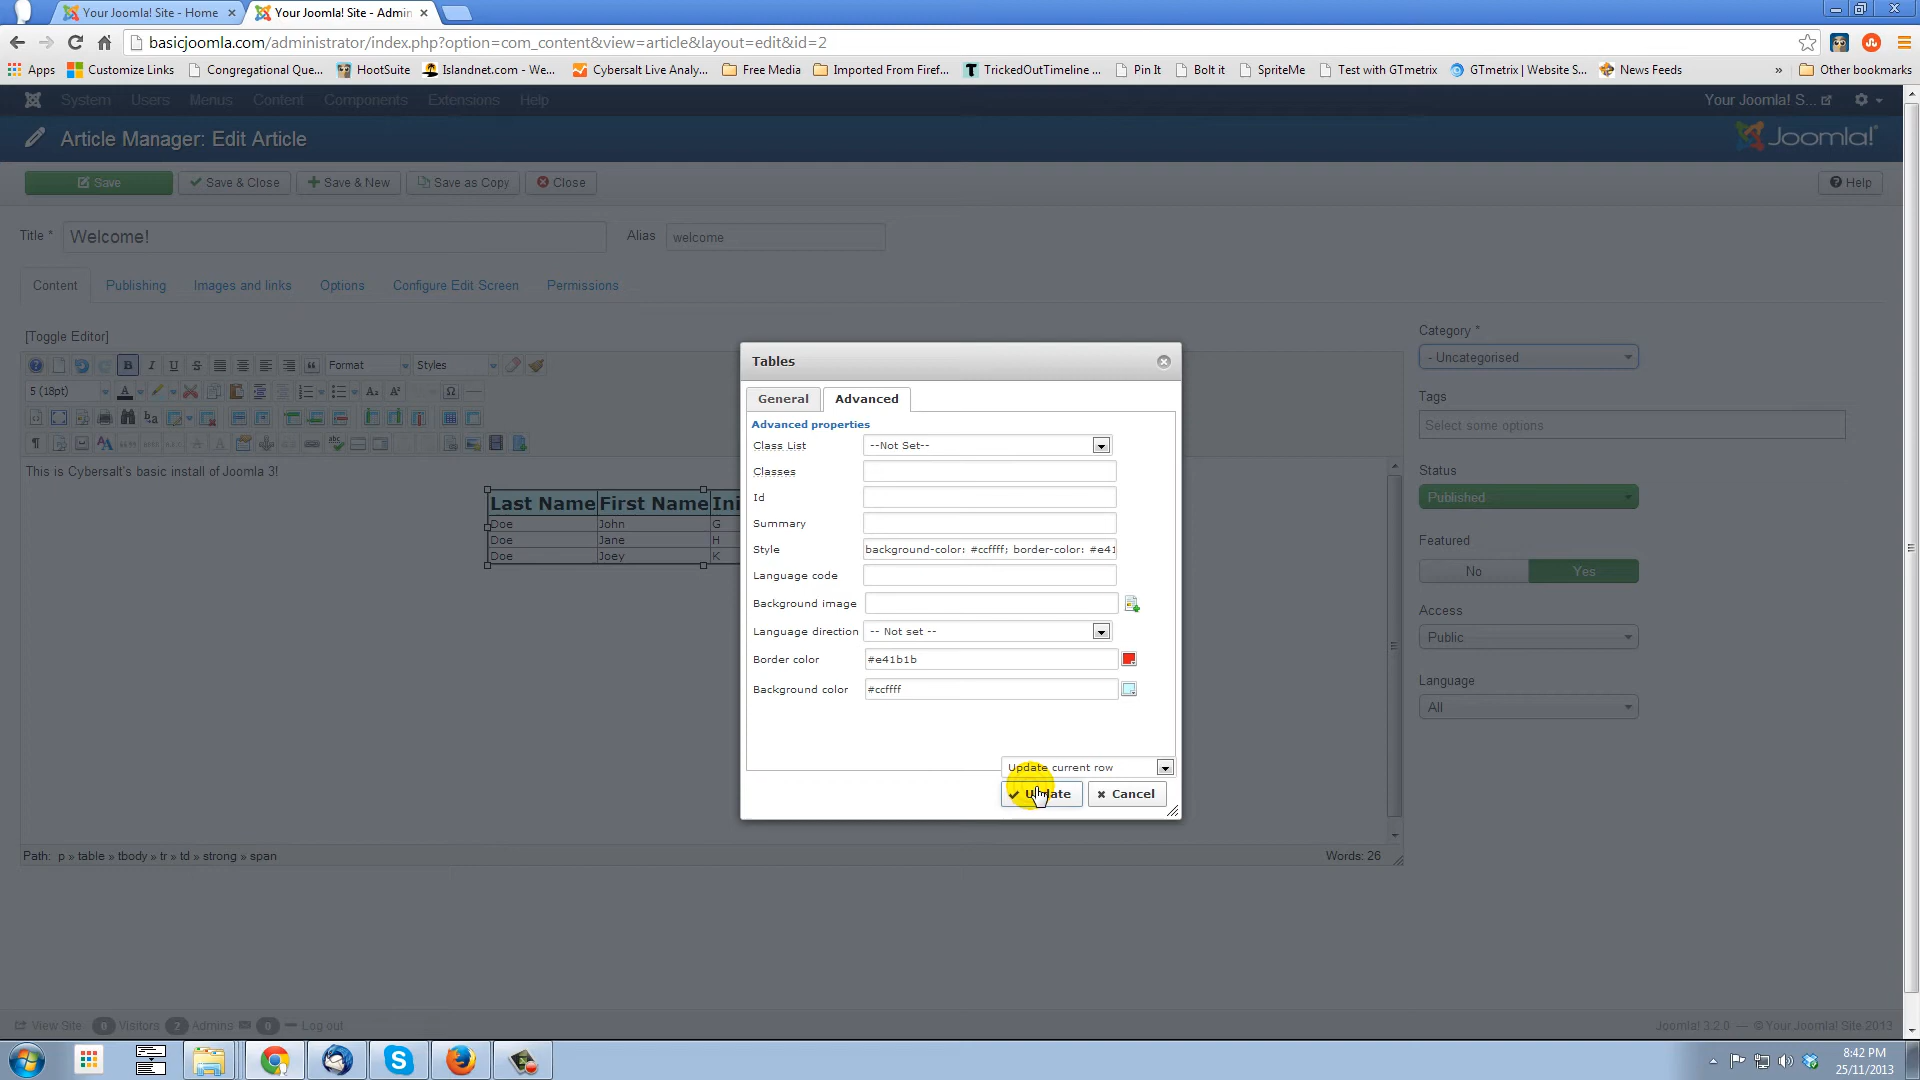 Your Joomla! Site - Home
Your Joomla! Site - Admin
basicjoomla.com/administrator/index.php?option=com_content&view=article&layout=edit&id=2
Apps Customize Links Congregational Que... HootSuite Islandnet.com - We... Cybersalt Live Analy... Free Media Imported From Firef... TrickedOutTimeline ... Pin It Bolt it SpriteMe Test with GTmetrix GTmetrix | Website S... News Feeds » Other bookmarks
System Users Menus Content Components Extensions Help Your Joomla! S...
Article Manager: Edit Article Joomla!
Save Save & Close Save & New Save as Copy Close Help
Title * Welcome! Alias welcome
Content Publishing Images and links Options Configure Edit Screen Permissions
[Toggle Editor]
Format Styles
5 (18pt)
This is Cybersalt's basic install of Joomla 3!
Last Name First Name Ini
Doe John G
Doe Jane H
Doe Joey K
Path: p » table » tbody » tr » td » strong » span Words: 26
Tables
General Advanced
Advanced properties
Class List --Not Set--
Classes
Id
Summary
Style background-color: #ccffff; border-color: #e41
Language code
Background image
Language direction -- Not set --
Border color #e41b1b
Background color #ccffff
Update current row
Update Cancel
Category *
- Uncategorised
Tags
Select some options
Status
Published
Featured
No Yes
Access
Public
Language
All
View Site 0 Visitors 2 Admins 0 Log out Joomla! 3.2.0 — © Your Joomla! Site 2013
8:42 PM
25/11/2013